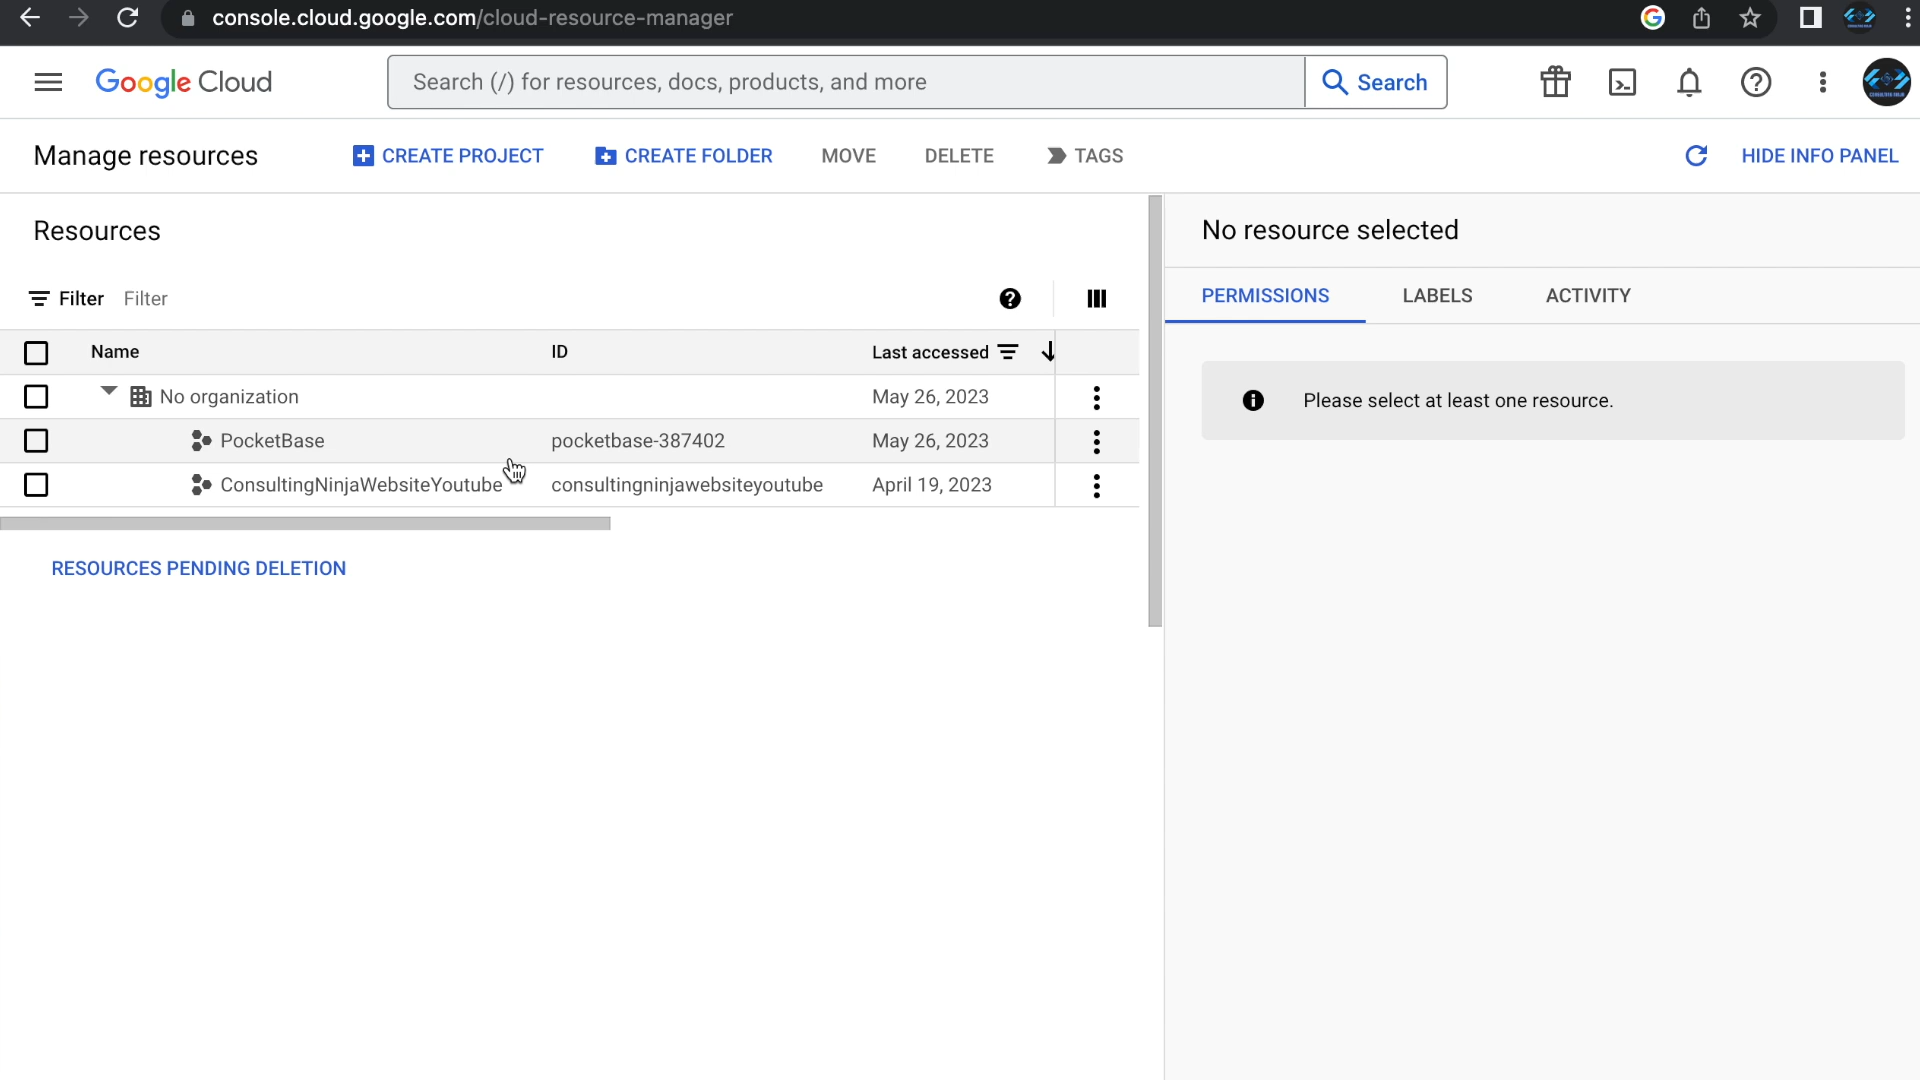 console.cloud.google.com/cloud-resource-manager
Google Cloud
Search (/) for resources, docs, products, and more
Search
Manage resources
CREATE PROJECT
CREATE FOLDER
MOVE
DELETE
TAGS
HIDE INFO PANEL
Resources
Filter Filter
Name ID Last accessed
No organization May 26, 2023
PocketBase pocketbase-387402 May 26, 2023
ConsultingNinjaWebsiteYoutube consultingninjawebsiteyoutube April 19, 2023
RESOURCES PENDING DELETION
No resource selected
PERMISSIONS LABELS ACTIVITY
Please select at least one resource.